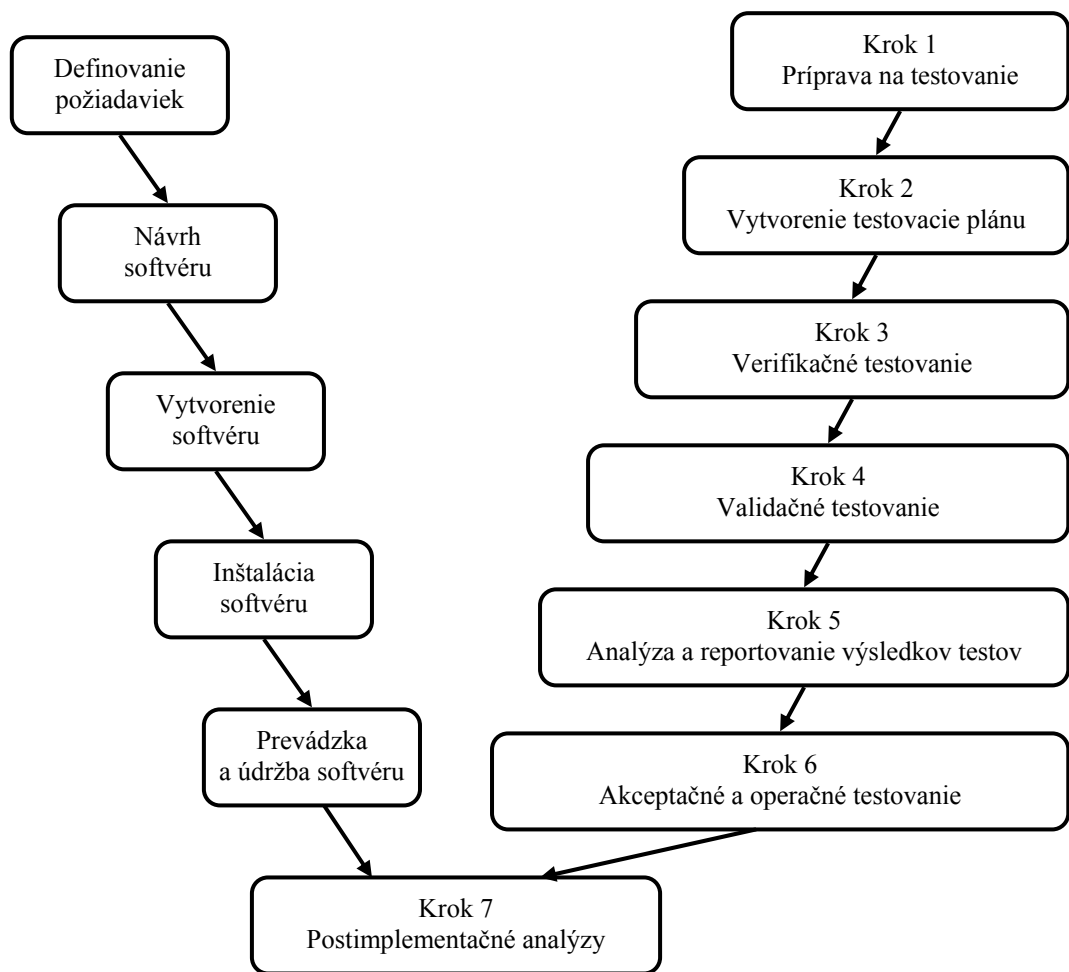 Definovanie
požiadaviek
Návrh
softvéru
Vytvorenie
softvéru
Inštalácia
softvéru
Prevádzka
a údržba softvéru
Krok 1
Príprava na testovanie
Krok 2
Vytvorenie testovacie plánu
Krok 3
Verifikačné testovanie
Krok 4
Validačné testovanie
Krok 5
Analýza a reportovanie výsledkov testov
Krok 6
Akceptačné a operačné testovanie
Krok 7
Postimplementačné analýzy